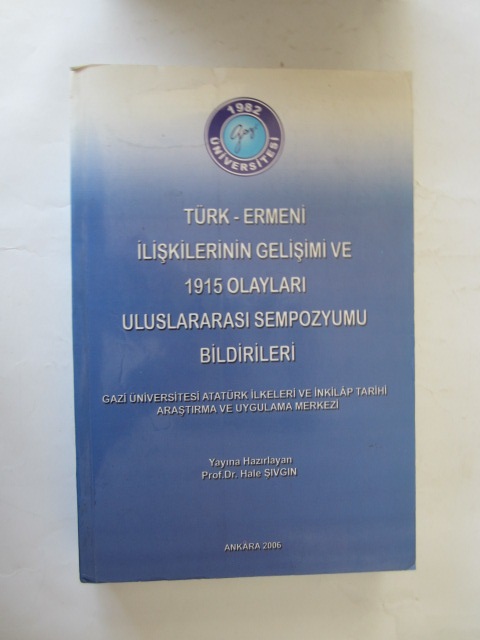 1982
Gazi
ÜNİVERSİTESİ
TÜRK - ERMENİ
İLİŞKİLERİNİN GELİŞİMİ VE
1915 OLAYLARI
ULUSLARARASI SEMPOZYUMU
BİLDİRİLERİ
GAZİ ÜNİVERSİTESİ ATATÜRK İLKELERİ VE İNKİLÂP TARİHİ
ARAŞTIRMA VE UYGULAMA MERKEZİ
Yayına Hazırlayan
Prof.Dr. Hale ŞIVGIN
ANKARA 2006